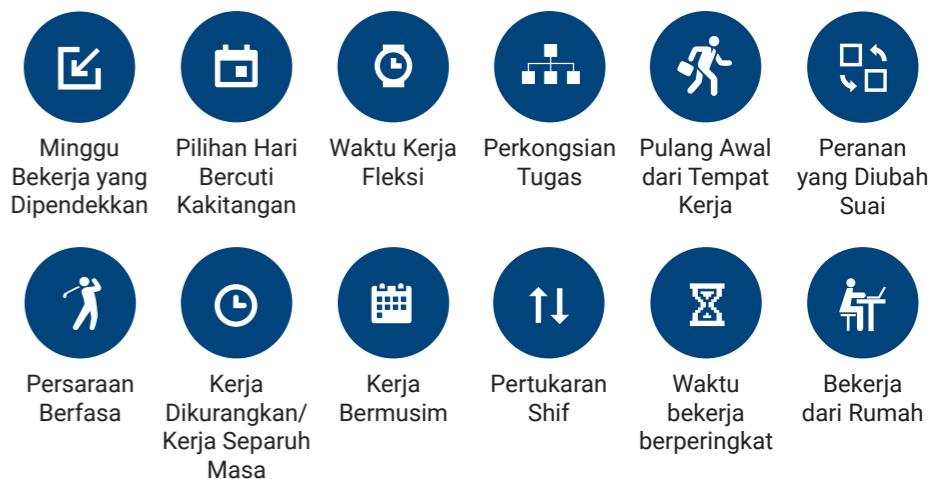 Minggu
Bekerja yang
Dipendekkan
Pilihan Hari
Bercuti
Kakitangan
Waktu Kerja
Fleksi
Perkongsian
Tugas
Pulang Awal
dari Tempat
Kerja
Peranan
yang Diubah
Suai
Persaraan
Berfasa
Kerja
Dikurangkan/
Kerja Separuh
Masa
Kerja
Bermusim
Pertukaran
Shif
Waktu
bekerja
berperingkat
Bekerja
dari Rumah